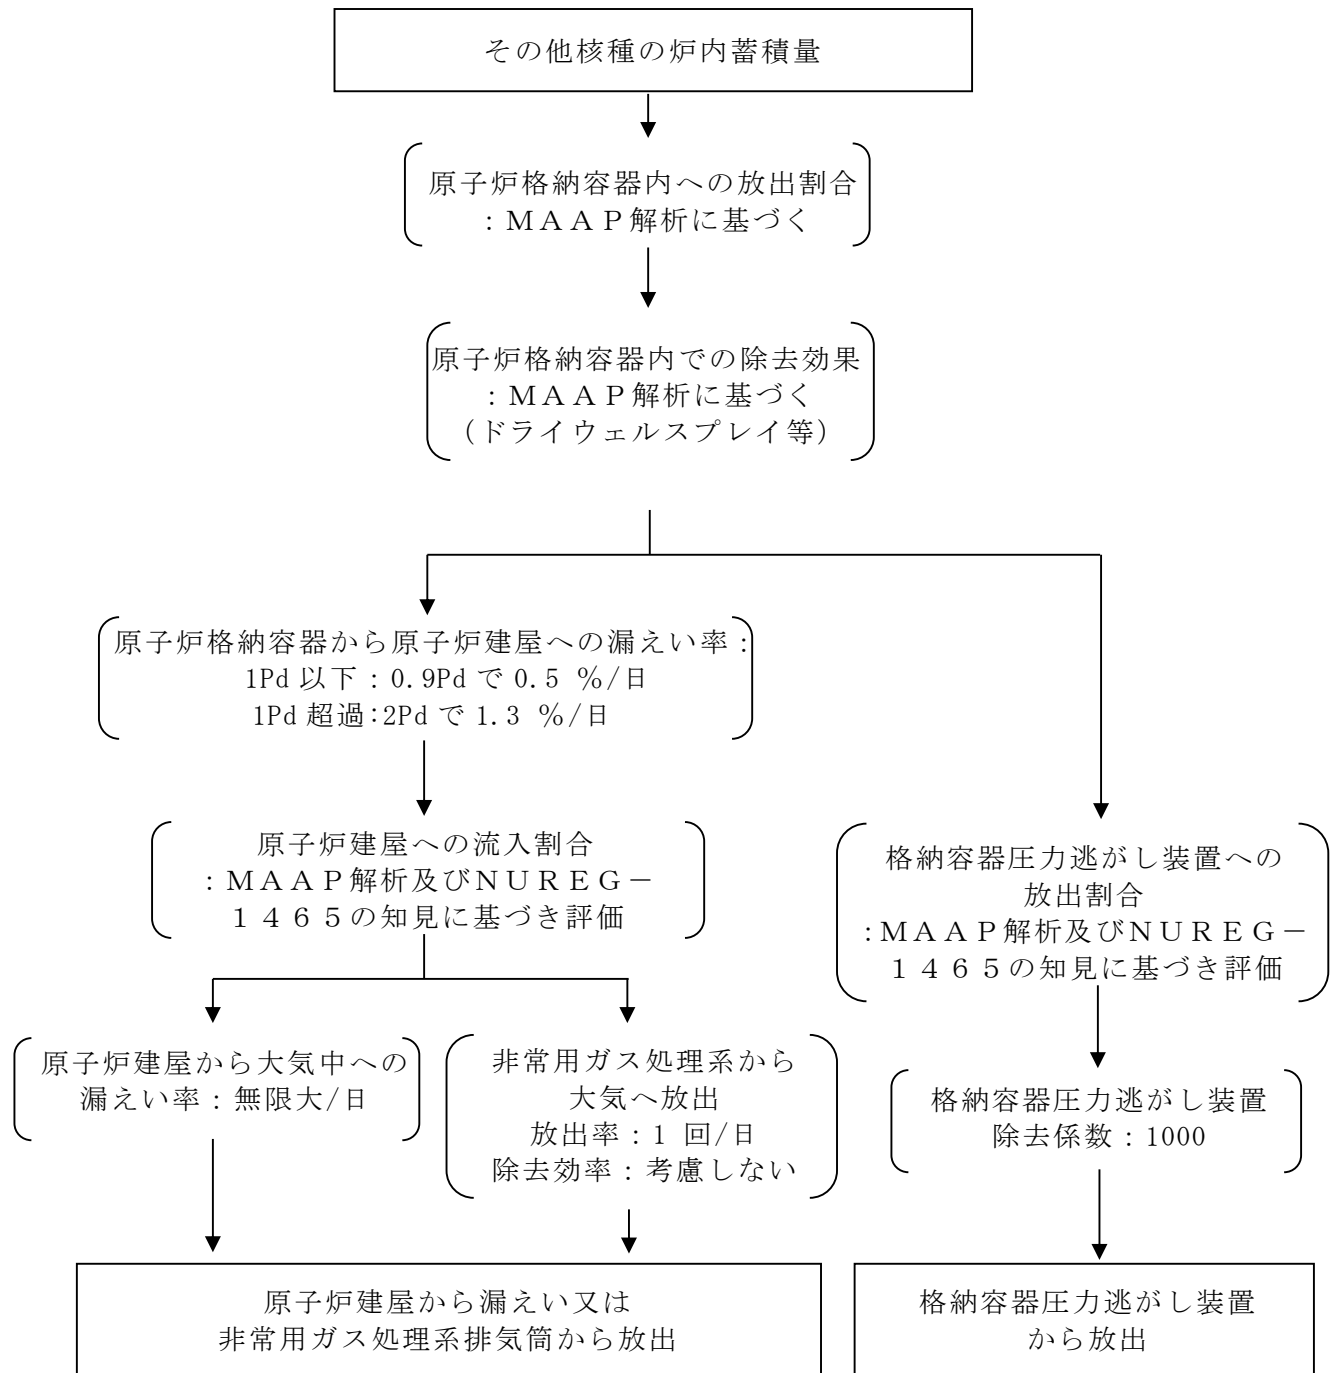 その他核種の炉内蓄積量
原子炉格納容器内への放出割合
：ＭＡＡＰ解析に基づく
原子炉格納容器内での除去効果
：ＭＡＡＰ解析に基づく
（ドライウェルスプレイ等）
原子炉格納容器から原子炉建屋への漏えい率：
1Pd 以下：0.9Pd で 0.5 ％/日
1Pd 超過：2Pd で 1.3 ％/日
原子炉建屋への流入割合
：ＭＡＡＰ解析及びＮＵＲＥＧ－
１４６５の知見に基づき評価
格納容器圧力逃がし装置への
放出割合
：ＭＡＡＰ解析及びＮＵＲＥＧ－
１４６５の知見に基づき評価
原子炉建屋から大気中への
漏えい率：無限大/日
非常用ガス処理系から
大気へ放出
放出率：1 回/日
除去効率：考慮しない
格納容器圧力逃がし装置
除去係数：1000
原子炉建屋から漏えい又は
非常用ガス処理系排気筒から放出
格納容器圧力逃がし装置
から放出